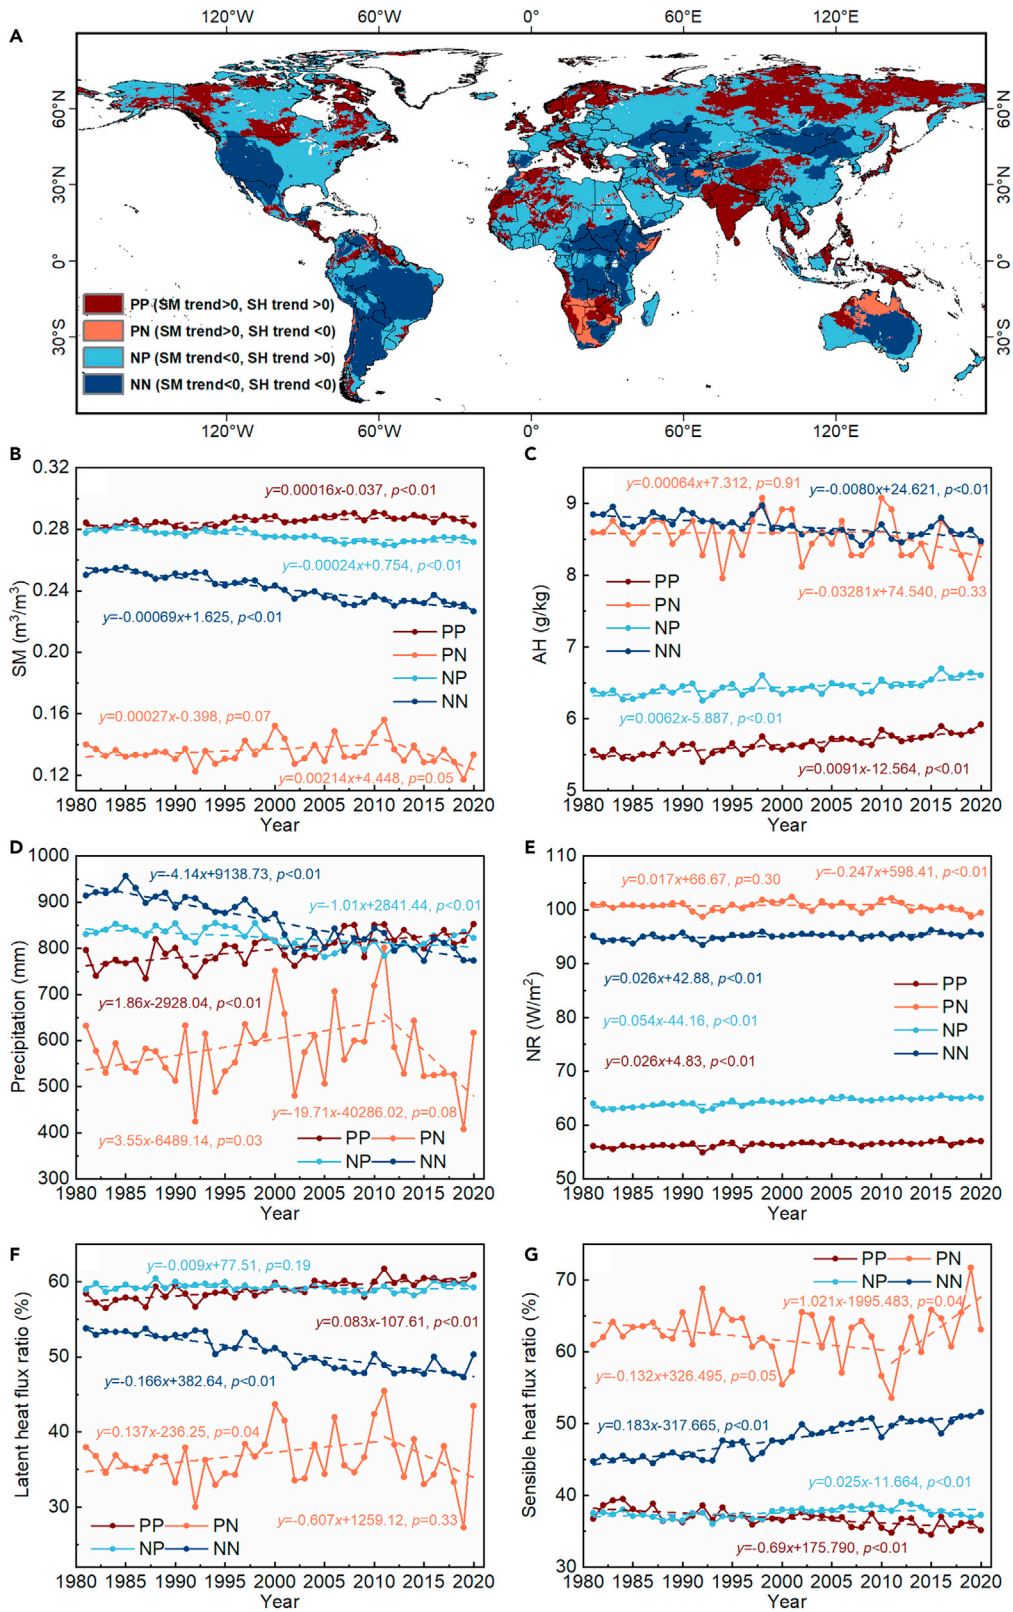 120°W 60°W 0° 60°E 120°E
A
60°N
30°N
0°
30°S
60°N
30°N
0°
30°S
PP (SM trend>0, SH trend >0)
PN (SM trend>0, SH trend <0)
NP (SM trend<0, SH trend >0)
NN (SM trend<0, SH trend <0)
120°W 60°W 0° 60°E 120°E
B
0.32
0.28
0.24
0.20
0.16
0.12
SM (m³/m³)
y=0.00016x-0.037, p<0.01
y=-0.00024x+0.754, p<0.01
y=-0.00069x+1.625, p<0.01
PP
PN
NP
NN
y=0.00027x-0.398, p=0.07
y=0.00214x+4.448, p=0.05
1980 1985 1990 1995 2000 2005 2010 2015 2020
Year
C
9
8
7
6
5
AH (g/kg)
y=0.00064x+7.312, p=0.91
y=-0.0080x+24.621, p<0.01
y=-0.03281x+74.540, p=0.33
PP
PN
NP
NN
y=0.0062x-5.887, p<0.01
y=0.0091x-12.564, p<0.01
1980 1985 1990 1995 2000 2005 2010 2015 2020
Year
D
1000
900
800
700
600
500
400
300
Precipitation (mm)
y=-4.14x+9138.73, p<0.01
y=-1.01x+2841.44, p<0.01
y=1.86x-2928.04, p<0.01
y=-19.71x-40286.02, p=0.08
y=3.55x-6489.14, p=0.03
PP PN
NP NN
1980 1985 1990 1995 2000 2005 2010 2015 2020
Year
E
110
100
90
80
70
60
50
NR (W/m²)
y=0.017x+66.67, p=0.30
y=-0.247x+598.41, p<0.01
y=0.026x+42.88, p<0.01
y=0.054x-44.16, p<0.01
y=0.026x+4.83, p<0.01
PP
PN
NP
NN
1980 1985 1990 1995 2000 2005 2010 2015 2020
Year
F
60
50
40
30
Latent heat flux ratio (%)
y=-0.009x+77.51, p=0.19
y=0.083x-107.61, p<0.01
y=-0.166x+382.64, p<0.01
y=0.137x-236.25, p=0.04
y=-0.607x+1259.12, p=0.33
PP PN
NP NN
1980 1985 1990 1995 2000 2005 2010 2015 2020
Year
G
70
60
50
40
30
Sensible heat flux ratio (%)
PP PN
NP NN
y=1.021x-1995.483, p=0.04
y=-0.132x+326.495, p=0.05
y=0.183x-317.665, p<0.01
y=0.025x-11.664, p<0.01
y=-0.69x+175.790, p<0.01
1980 1985 1990 1995 2000 2005 2010 2015 2020
Year